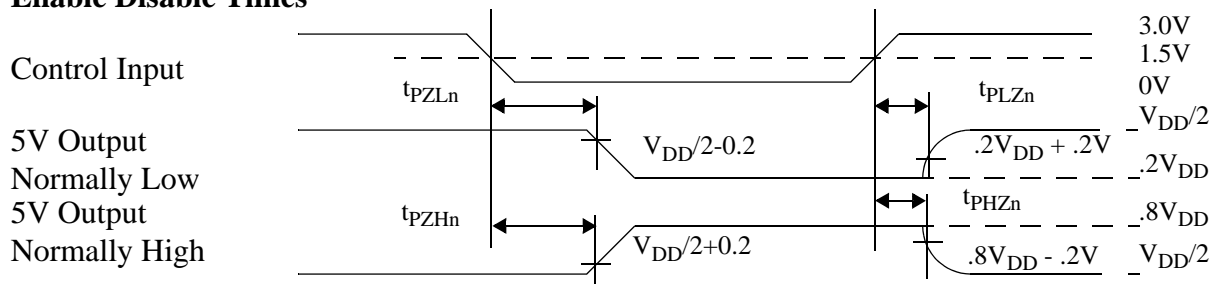 Enable Disable Times
3.0V
Control Input
1.5V
0V
tPZLn
tPLZn
5V Output
VDD/2
VDD/2-0.2
.2VDD + .2V
Normally Low
.2VDD
5V Output
tPZHn
tPHZn
.8VDD
Normally High
VDD/2+0.2
.8VDD - .2V
VDD/2